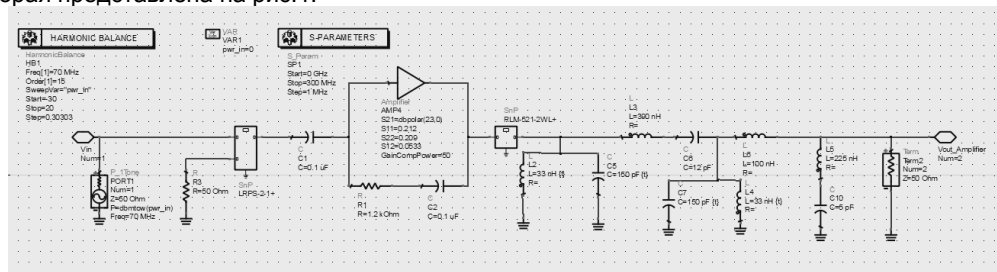 орая представлена на рис. 1.
HARMONIC BALANCE
HarmonicBalance
HB1
Freq[1]=70 MHz
Order[1]=15
SweepVar="pwr_in"
Start=-30
Stop=20
Step=0.30303
VAR
VAR1
pwr_in=0
S-PARAMETERS
S_Param
SP1
Start=0 GHz
Stop=300 MHz
Step=1 MHz
Amplifier
AMP4
S21=dbpolar(23,0)
S11=0.212
S22=0.209
S12=0.0533
GainCompPower=50
Vin
Num=1
P_1Tone
PORT1
Num=1
Z=50 Ohm
P=dbmtow(pwr_in)
Freq=70 MHz
R
R3
R=50 Ohm
SnP
LRPS-2-1+
C
C1
C=0.1 uF
R
R1
R=1.2 kOhm
C
C2
C=0.1 uF
SnP
RLM-521-2WL+
L
L2
L=33 nH {t}
R=
C
C5
C=150 pF {t}
L
L3
L=390 nH
R=
C
C6
C=12 pF
C
C7
C=150 pF {t}
L
L6
L=100 nH
R=
L
L4
L=33 nH {t}
R=
L
L5
L=225 nH
R=
C
C10
C=5 pF
Term
Term2
Num=2
Z=50 Ohm
Vout_Amplifier
Num=2